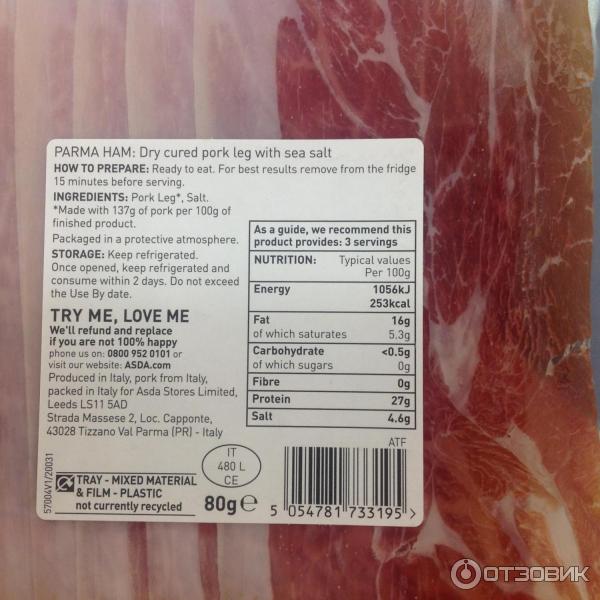 PARMA HAM: Dry cured pork leg with sea salt
HOW TO PREPARE: Ready to eat. For best results remove from the fridge
15 minutes before serving.
INGREDIENTS: Pork Leg*, Salt.
*Made with 137g of pork per 100g of
finished product.
Packaged in a protective atmosphere.
STORAGE: Keep refrigerated.
Once opened, keep refrigerated and
consume within 2 days. Do not exceed
the Use By date.
TRY ME, LOVE ME
We'll refund and replace
if you are not 100% happy
phone us on: 0800 952 0101 or
visit our website: ASDA.com
Produced in Italy, pork from Italy,
packed in Italy for Asda Stores Limited,
Leeds LS11 5AD
Strada Massese 2, Loc. Capponte,
43028 Tizzano Val Parma (PR) - Italy
As a guide, we recommend this
product provides: 3 servings
NUTRITION: Typical values
Per 100g
Energy 1056kJ
253kcal
Fat 16g
of which saturates 5.3g
Carbohydrate <0.5g
of which sugars 0g
Fibre 0g
Protein 27g
Salt 4.6g
ATF
IT
480 L
CE
TRAY - MIXED MATERIAL
& FILM - PLASTIC
not currently recycled
80g e
5 054781 733195 >
57004V1/20031
ОТЗОВИК